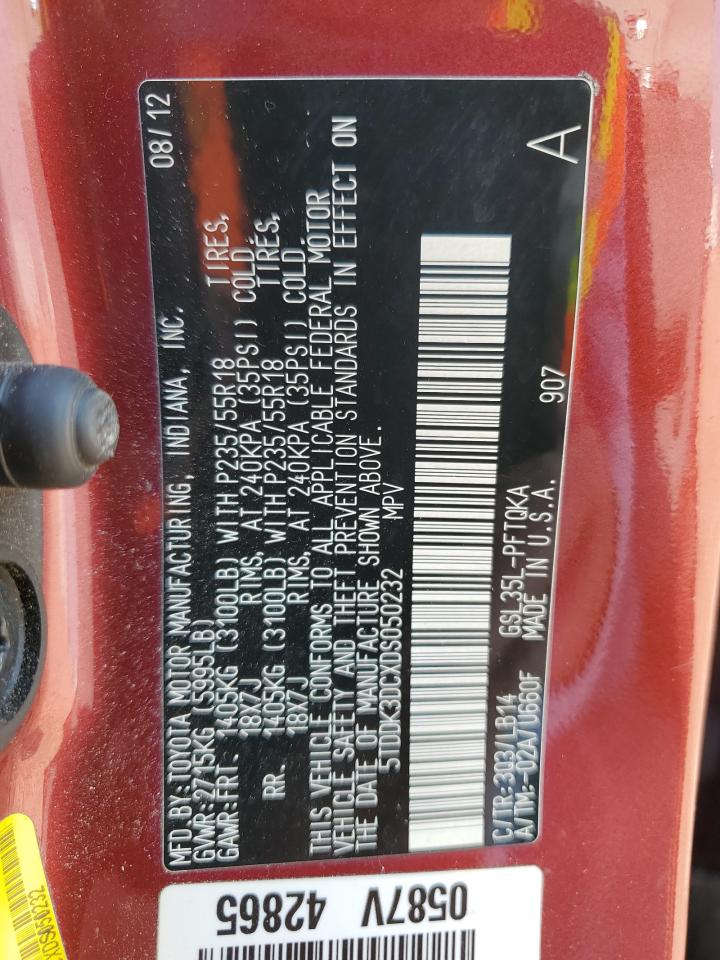 MFD.BY:TOYOTA MOTOR MANUFACTURING, INDIANA, INC. 08/12
GVWR:2715KG (5995LB)
GAWR:FRT. 1405KG (3100LB) WITH P235/55R18 TIRES,
18X7J RIMS, AT 240KPA (35PSI) COLD.
RR. 1405KG (3100LB) WITH P235/55R18 TIRES,
18X7J RIMS, AT 240KPA (35PSI) COLD.
THIS VEHICLE CONFORMS TO ALL APPLICABLE FEDERAL MOTOR
VEHICLE SAFETY AND THEFT PREVENTION STANDARDS IN EFFECT ON
THE DATE OF MANUFACTURE SHOWN ABOVE.
5TDDK3DCXDS050232 MPV
C/TR:3Q3/LB14 GSL35L-PFTQKA 907 A
A/TM:-02A/U660F MADE IN U.S.A.
0587V
42865
XDS050232